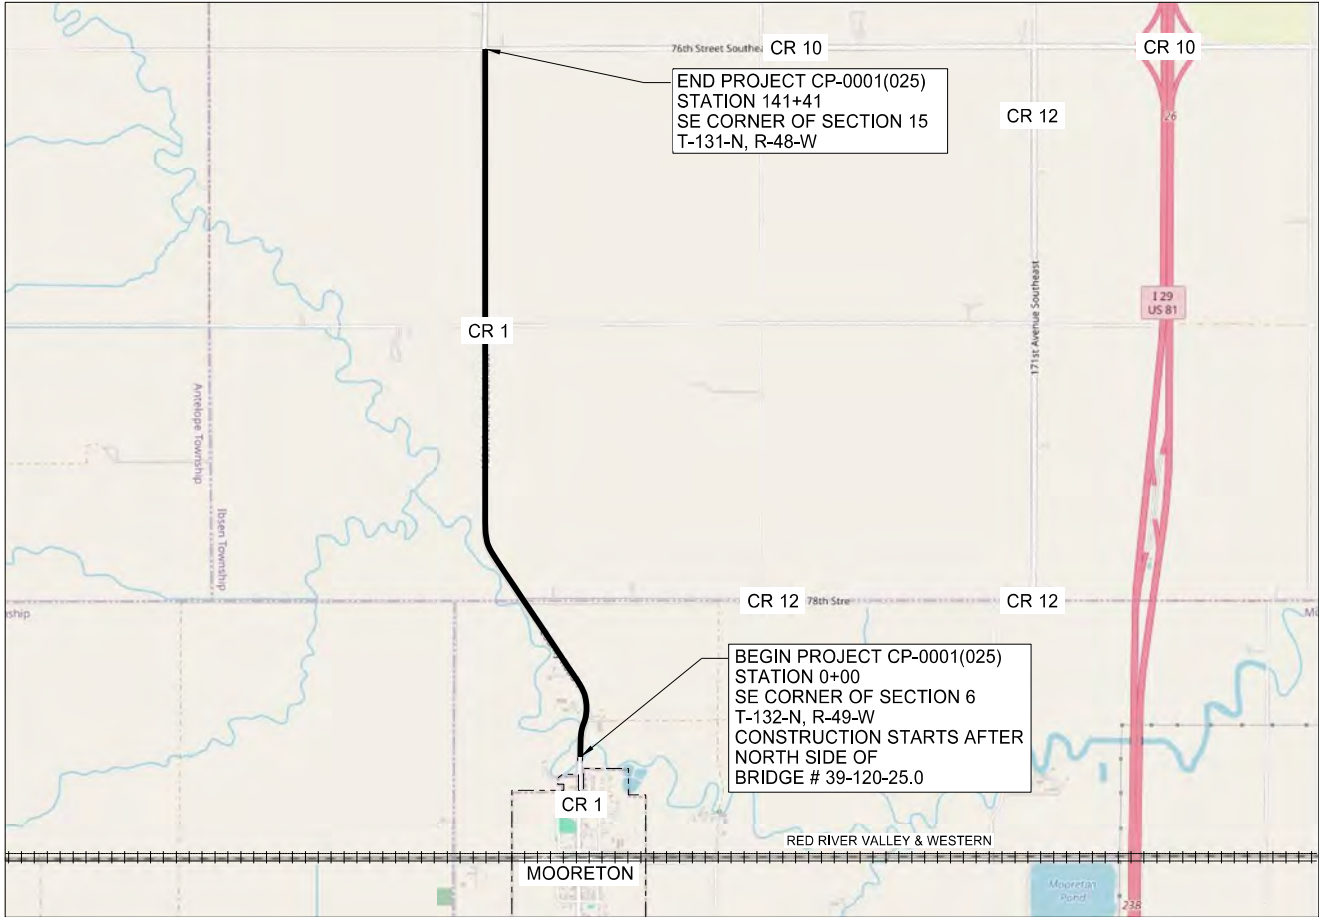 76th Street Southea
CR 10
CR 10
END PROJECT CP-0001(025)
STATION 141+41
SE CORNER OF SECTION 15
T-131-N, R-48-W
CR 12
26
171st Avenue Southeast
I 29
US 81
CR 1
Antelope Township
Ibsen Township
CR 12
78th Stre
CR 12
ship
BEGIN PROJECT CP-0001(025)
STATION 0+00
SE CORNER OF SECTION 6
T-132-N, R-49-W
CONSTRUCTION STARTS AFTER
NORTH SIDE OF
BRIDGE # 39-120-25.0
CR 1
RED RIVER VALLEY & WESTERN
MOORETON
Mooreton
Pond
238